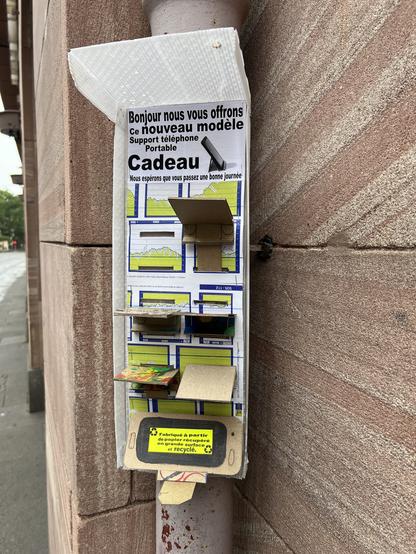 Bonjour nous vous offrons
Ce nouveau modèle
Support téléphone
Portable
Cadeau
Nous espérons que vous passez une bonne journée
Fabriqué à partir
de papier récupéré
en grande surface
et recyclé.